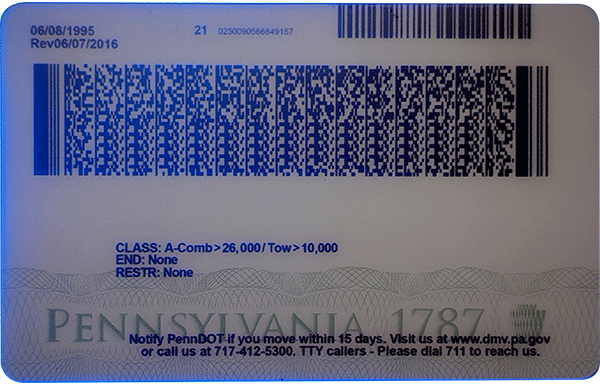 06/08/1995 21 0250090566849157
Rev06/07/2016
CLASS: A-Comb>26,000/ Tow>10,000
END: None
RESTR: None
PENNSYLVANIA 1787
Notify PennDOT if you move within 15 days. Visit us at www.dmv.pa.gov
or call us at 717-412-5300. TTY callers - Please dial 711 to reach us.